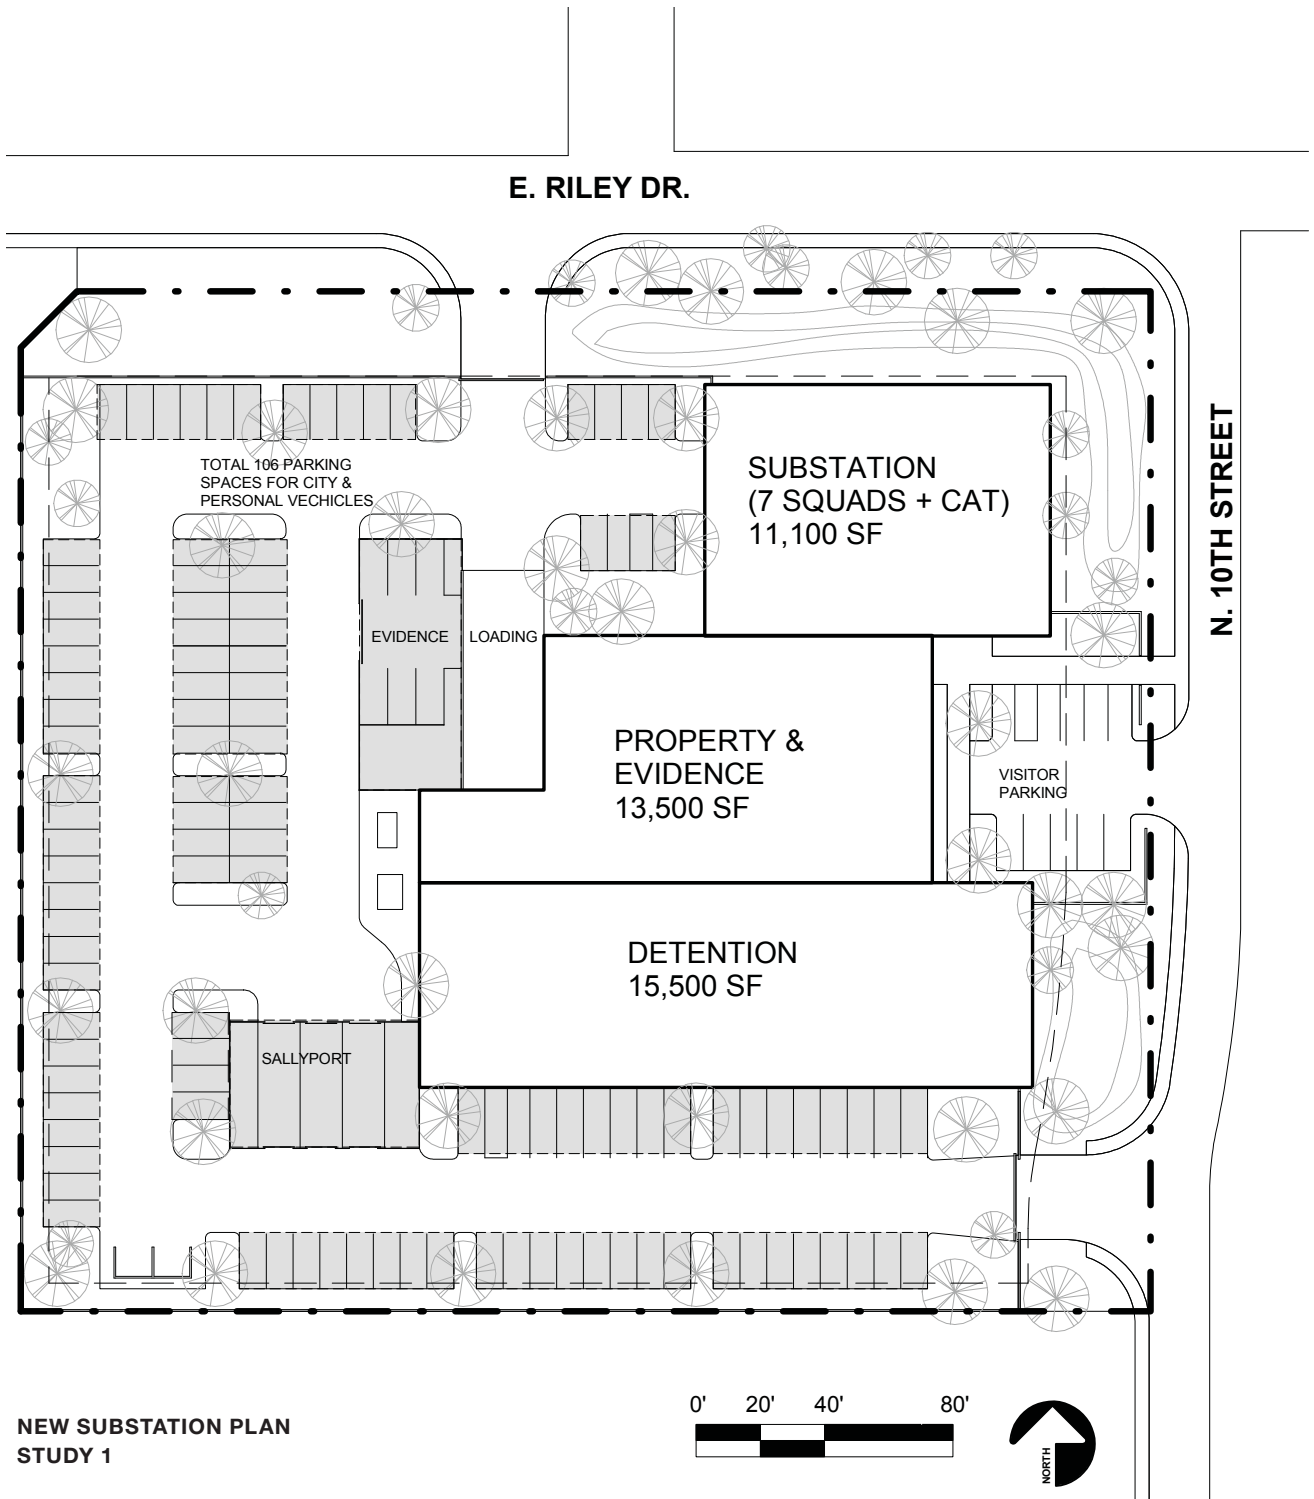 E. RILEY DR.
N. 10TH STREET
TOTAL 106 PARKING
SPACES FOR CITY &
PERSONAL VECHICLES
SUBSTATION
(7 SQUADS + CAT)
11,100 SF
EVIDENCE
LOADING
PROPERTY &
EVIDENCE
13,500 SF
VISITOR
PARKING
DETENTION
15,500 SF
SALLYPORT
NEW SUBSTATION PLAN
STUDY 1
0' 20' 40' 80'
NORTH